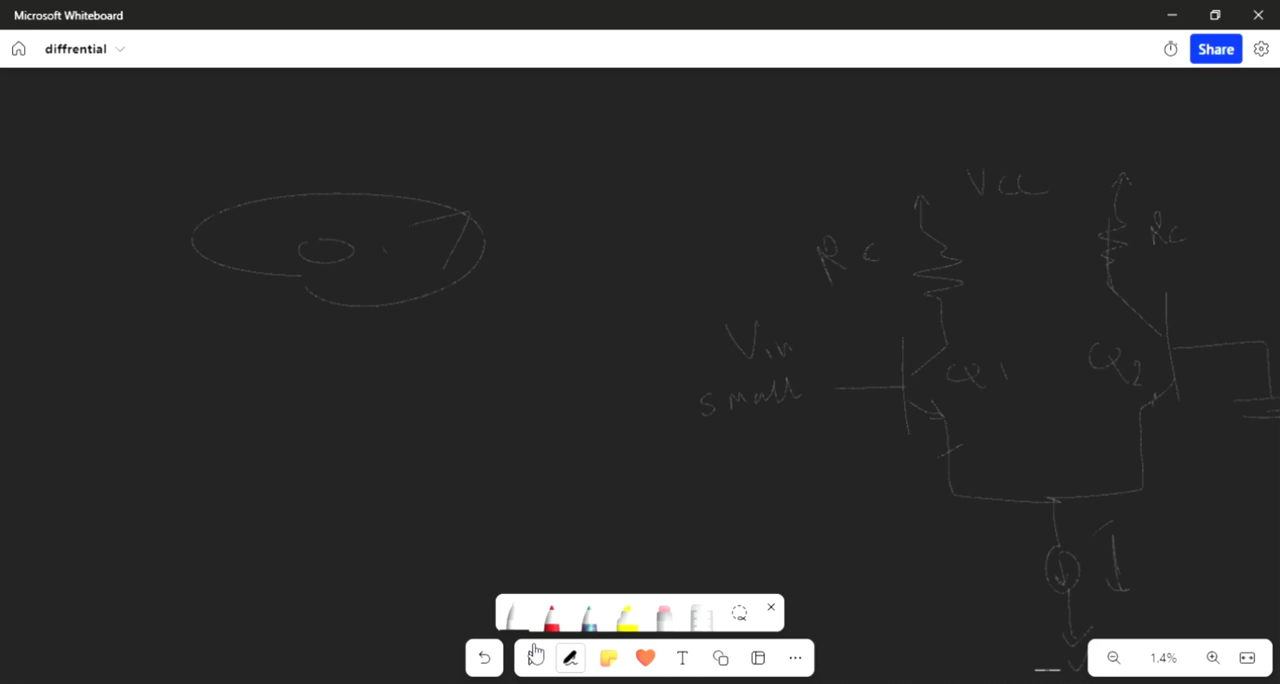 Microsoft Whiteboard
diffrential
Share
VCC
RC
RC
Vin
small
Q1
Q2
I
T
1.4%